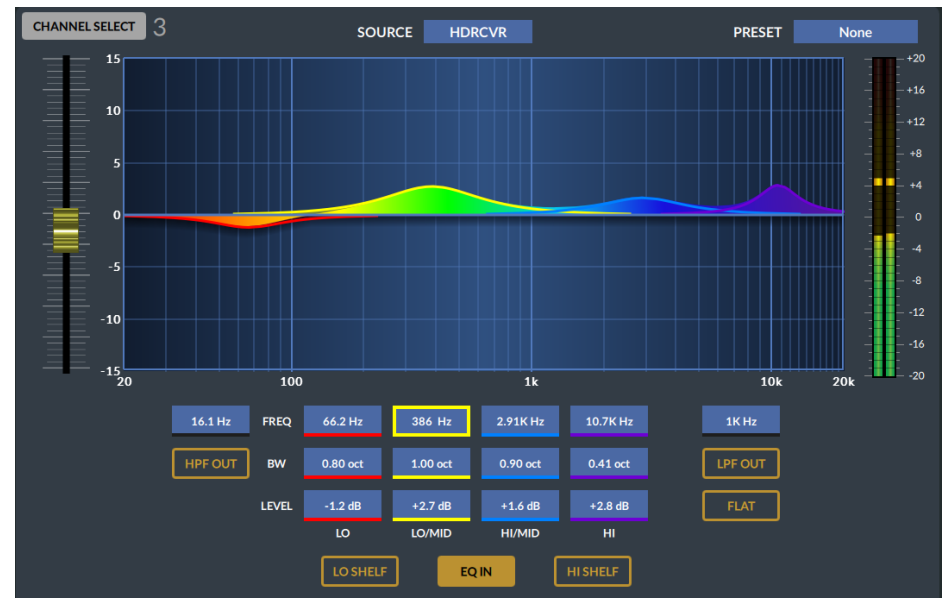 CHANNEL SELECT 3 SOURCE HDRCVR PRESET None
15 +20
+16
10
+12
+8
5
+4
0 0
-4
-5
-8
-10 -12
-16
-15 -20
20 100 1k 10k 20k
16.1 Hz FREQ 66.2 Hz 386 Hz 2.91K Hz 10.7K Hz 1K Hz
HPF OUT BW 0.80 oct 1.00 oct 0.90 oct 0.41 oct LPF OUT
LEVEL -1.2 dB +2.7 dB +1.6 dB +2.8 dB FLAT
LO LO/MID HI/MID HI
LO SHELF EQ IN HI SHELF